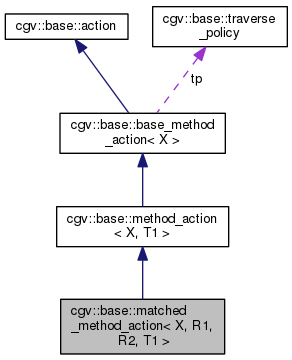 cgv::base::action
cgv::base::traverse
_policy
tp
cgv::base::base_method
_action< X >
cgv::base::method_action
< X, T1 >
cgv::base::matched
_method_action< X, R1,
R2, T1 >